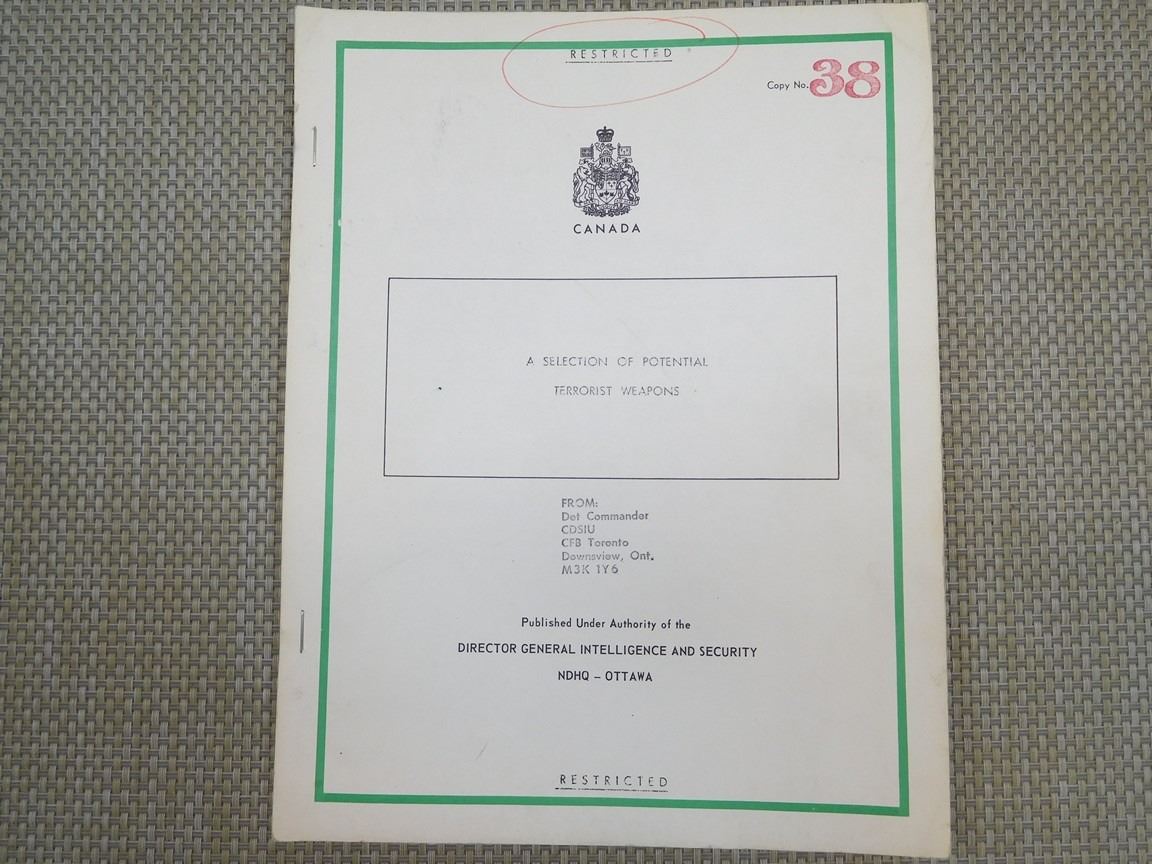 RESTRICTED
Copy No. 38
CANADA
A SELECTION OF POTENTIAL
TERRORIST WEAPONS
FROM:
Det Commander
CDSIU
CFB Toronto
Downsview, Ont.
M3K 1Y6
Published Under Authority of the
DIRECTOR GENERAL INTELLIGENCE AND SECURITY
NDHQ – OTTAWA
RESTRICTED